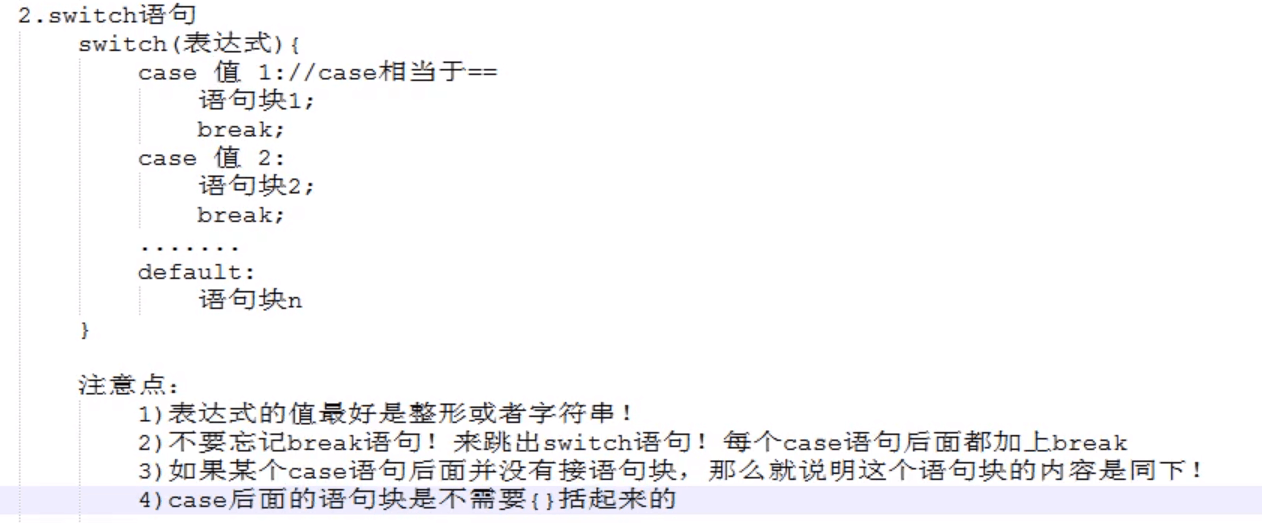 2.switch语句
switch(表达式){
case 值 1://case相当于==
语句块1;
break;
case 值 2:
语句块2;
break;
.......
default:
语句块n
}
注意点:
1)表达式的值最好是整形或者字符串!
2)不要忘记break语句!来跳出switch语句!每个case语句后面都加上break
3)如果某个case语句后面并没有接语句块，那么就说明这个语句块的内容是同下!
4)case后面的语句块是不需要{}括起来的